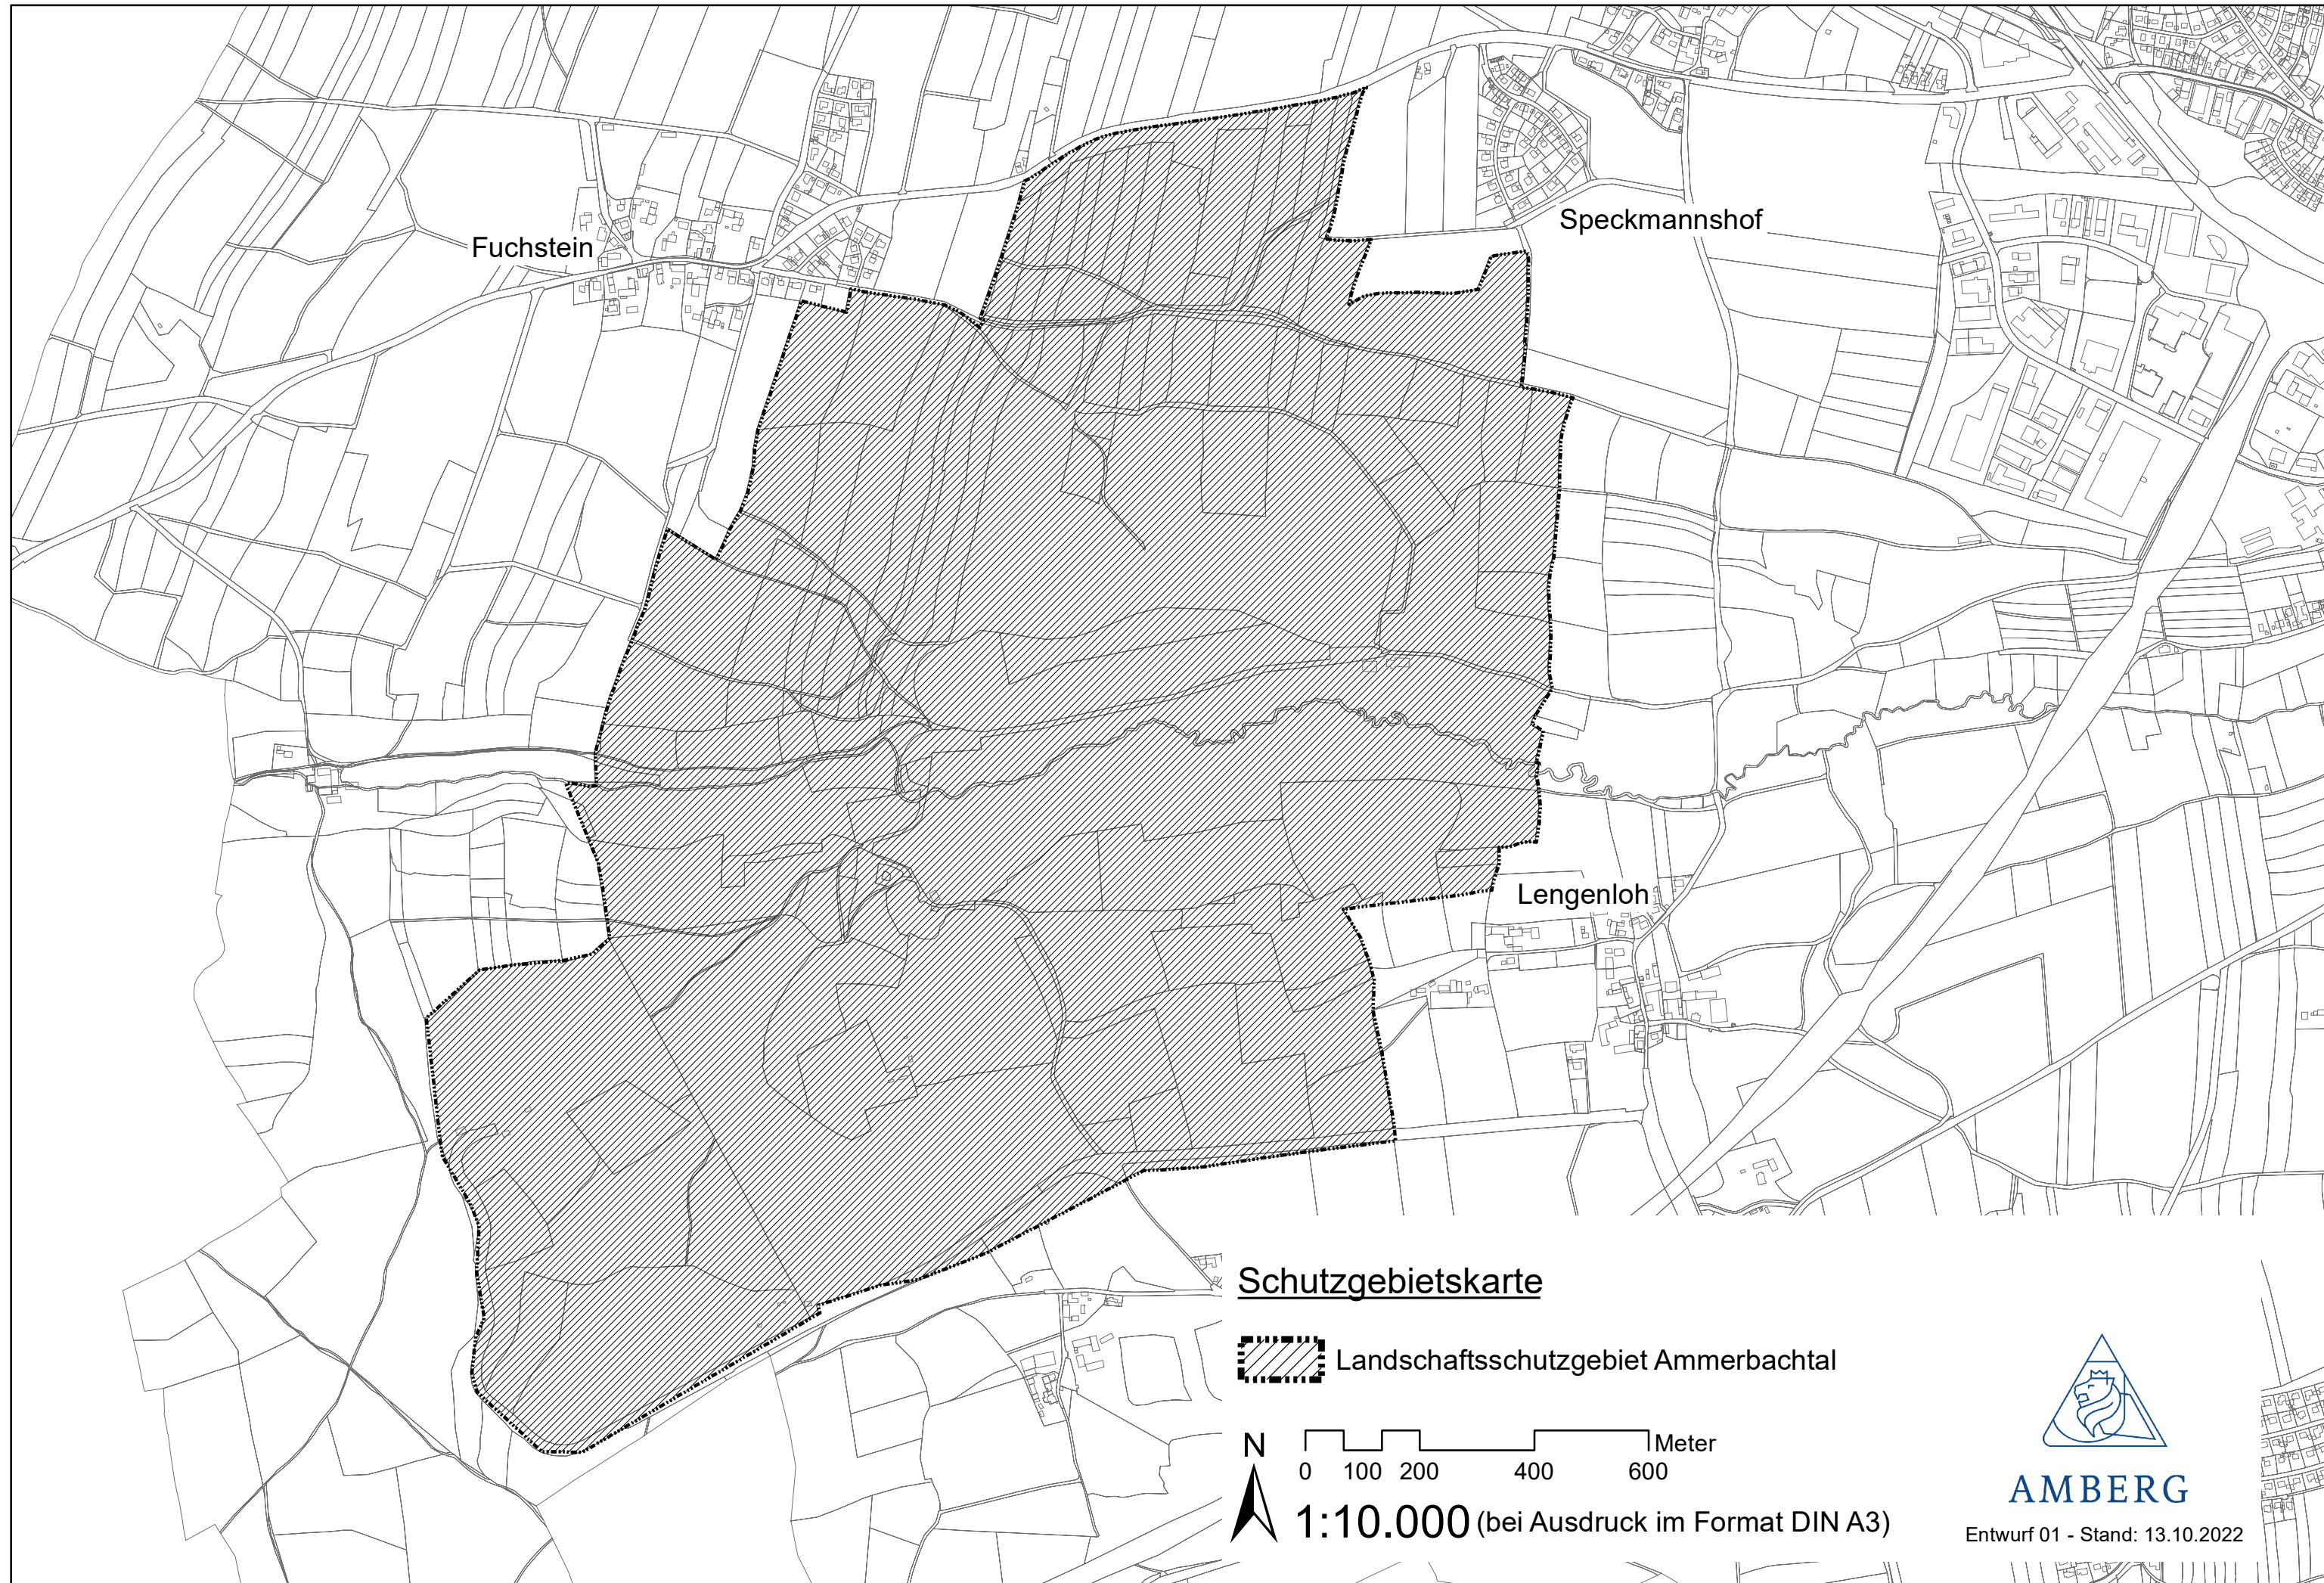 Speckmannshof
Fuchstein
Lengenloh
Schutzgebietskarte
Landschaftsschutzgebiet Ammerbachtal
N
Meter
0 100 200 400 600
1:10.000 (bei Ausdruck im Format DIN A3)
AMBERG
Entwurf 01 - Stand: 13.10.2022